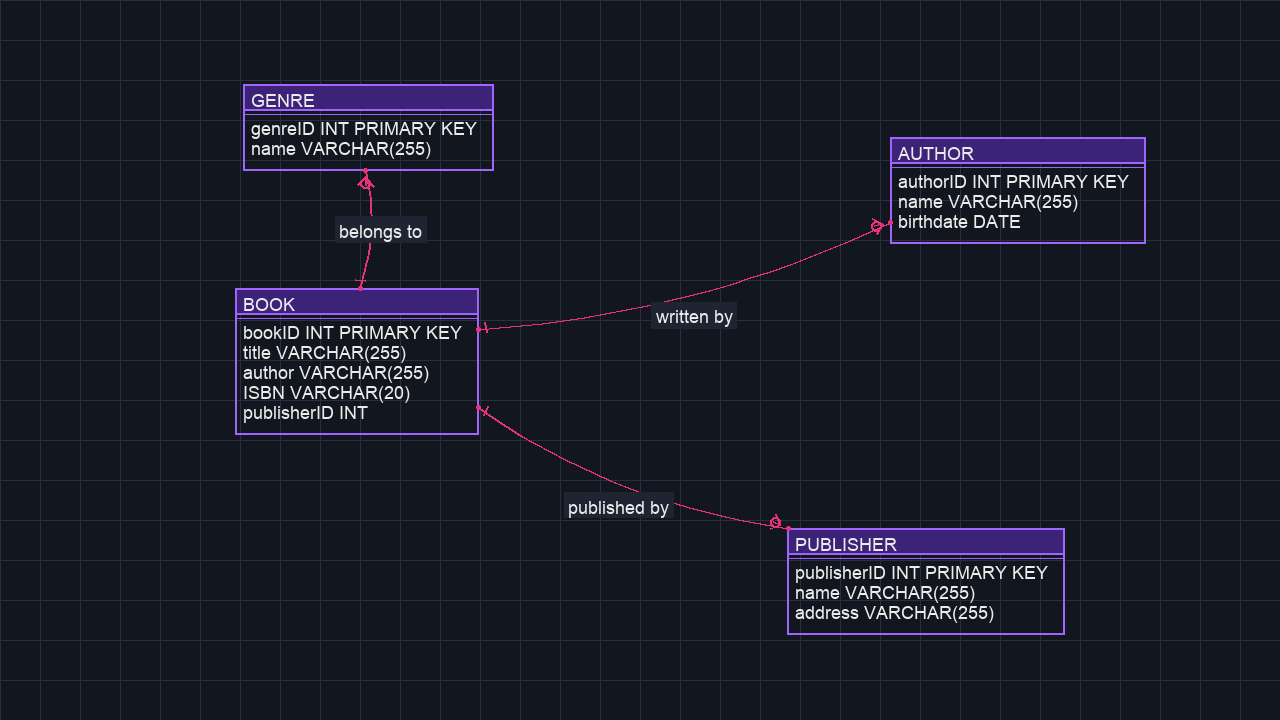 GENRE
genreID INT PRIMARY KEY
name VARCHAR(255)
belongs to
BOOK
bookID INT PRIMARY KEY
title VARCHAR(255)
author VARCHAR(255)
ISBN VARCHAR(20)
publisherID INT
AUTHOR
authorID INT PRIMARY KEY
name VARCHAR(255)
birthdate DATE
written by
published by
PUBLISHER
publisherID INT PRIMARY KEY
name VARCHAR(255)
address VARCHAR(255)